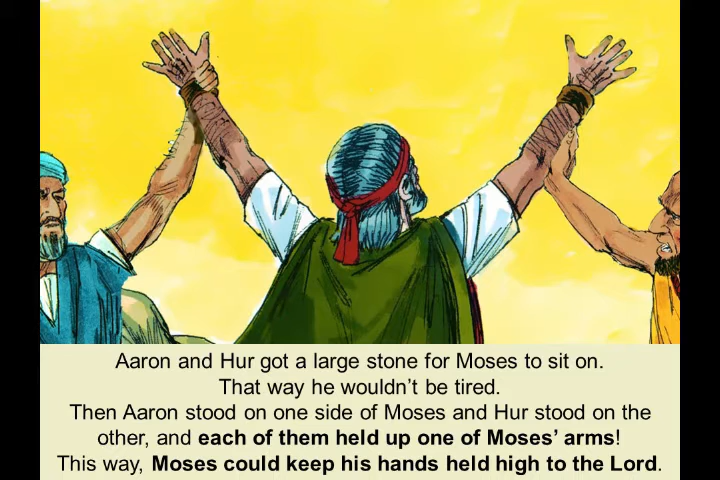 Aaron and Hur got a large stone for Moses to sit on.
That way he wouldn’t be tired.
Then Aaron stood on one side of Moses and Hur stood on the
other, and each of them held up one of Moses’ arms!
This way, Moses could keep his hands held high to the Lord.